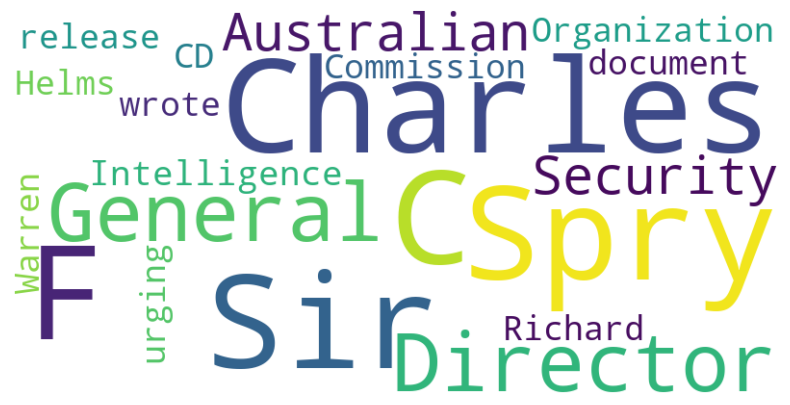 release
CD
Australian
Organization
Helms
wrote
Charles
Commission
document
Intelligence
Security
Warren
General
C
Spry
F
urging
Sir
Richard
Director